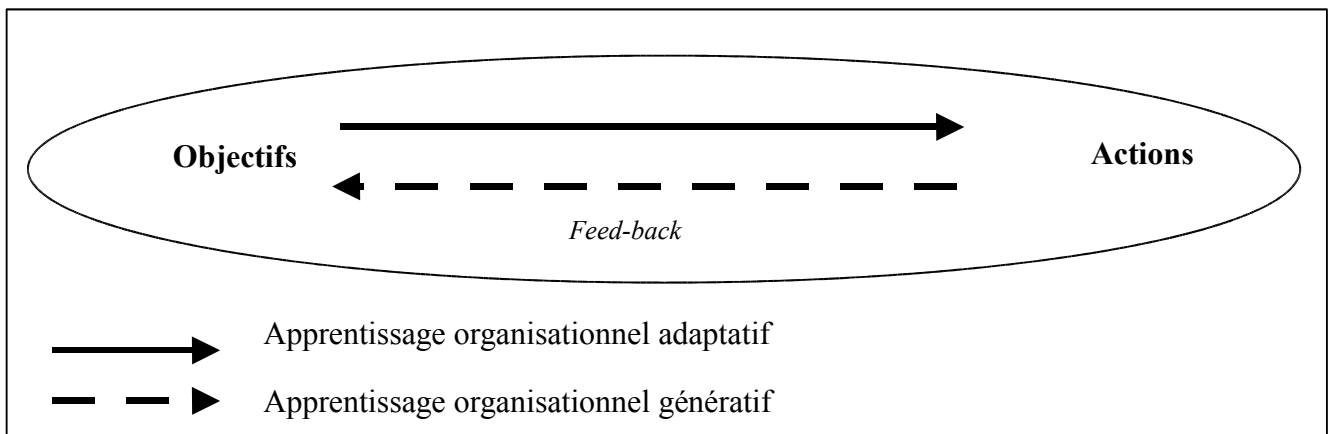 Objectifs
Actions
Feed-back
Apprentissage organisationnel adaptatif
Apprentissage organisationnel génératif